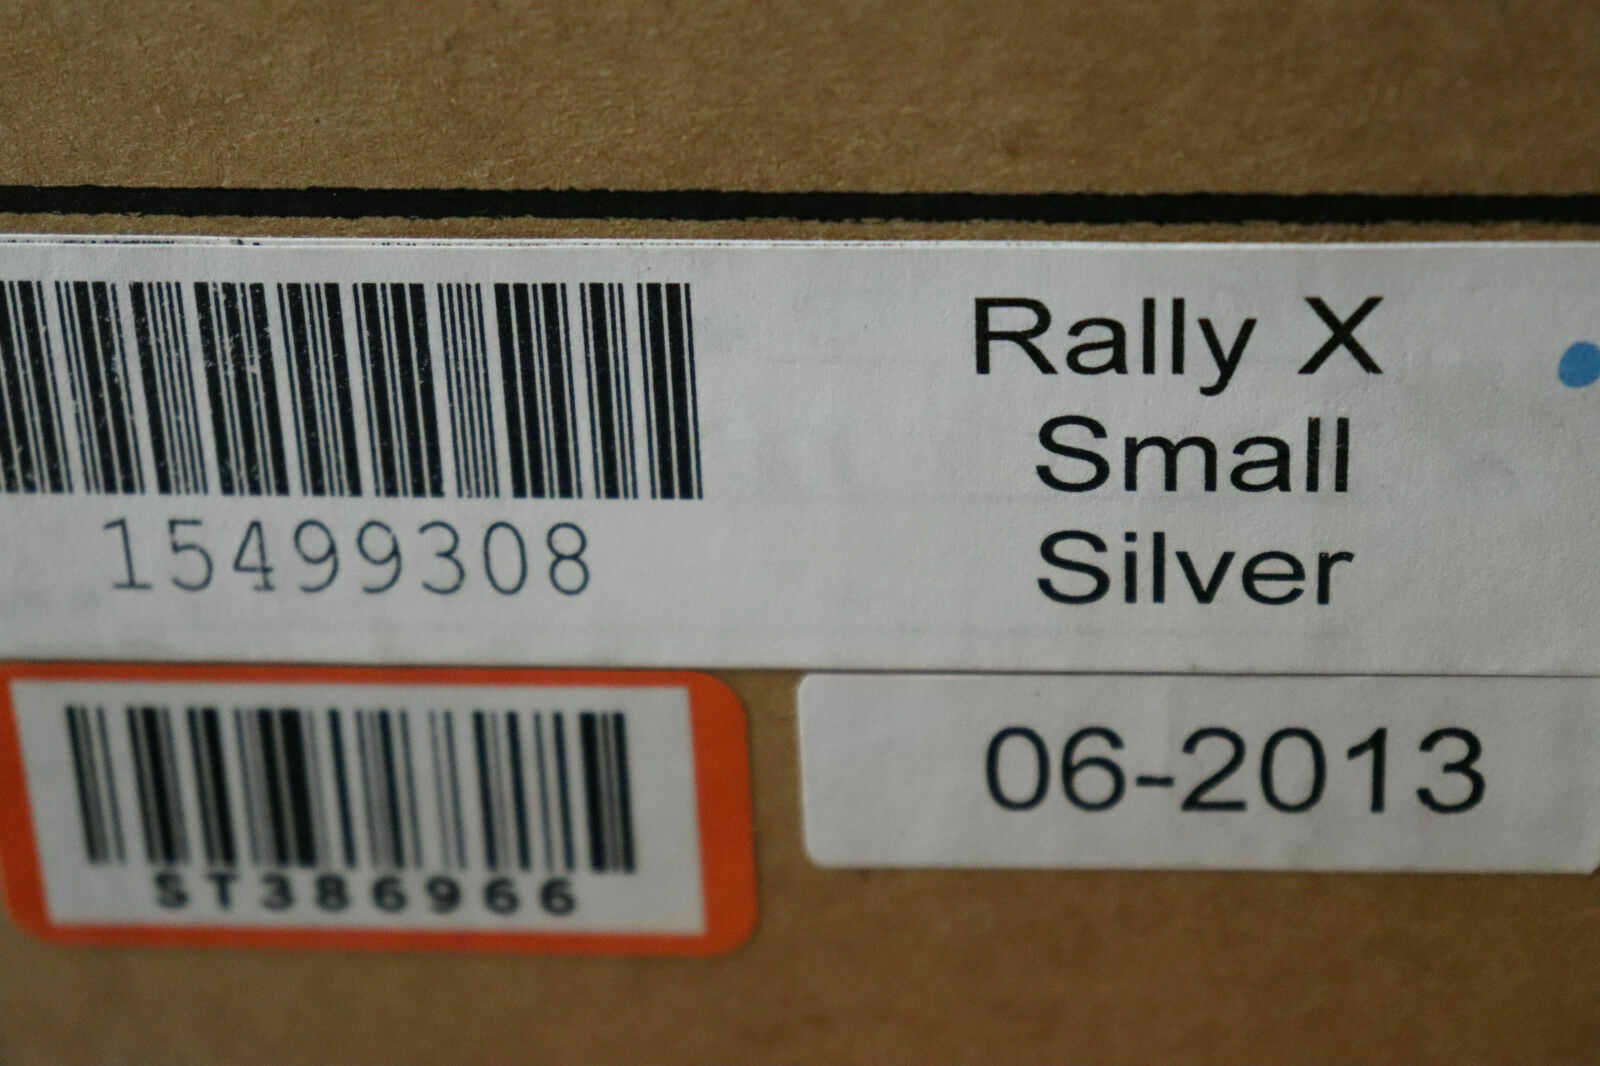 Rally X
Small
Silver
15499308
ST386966
06-2013